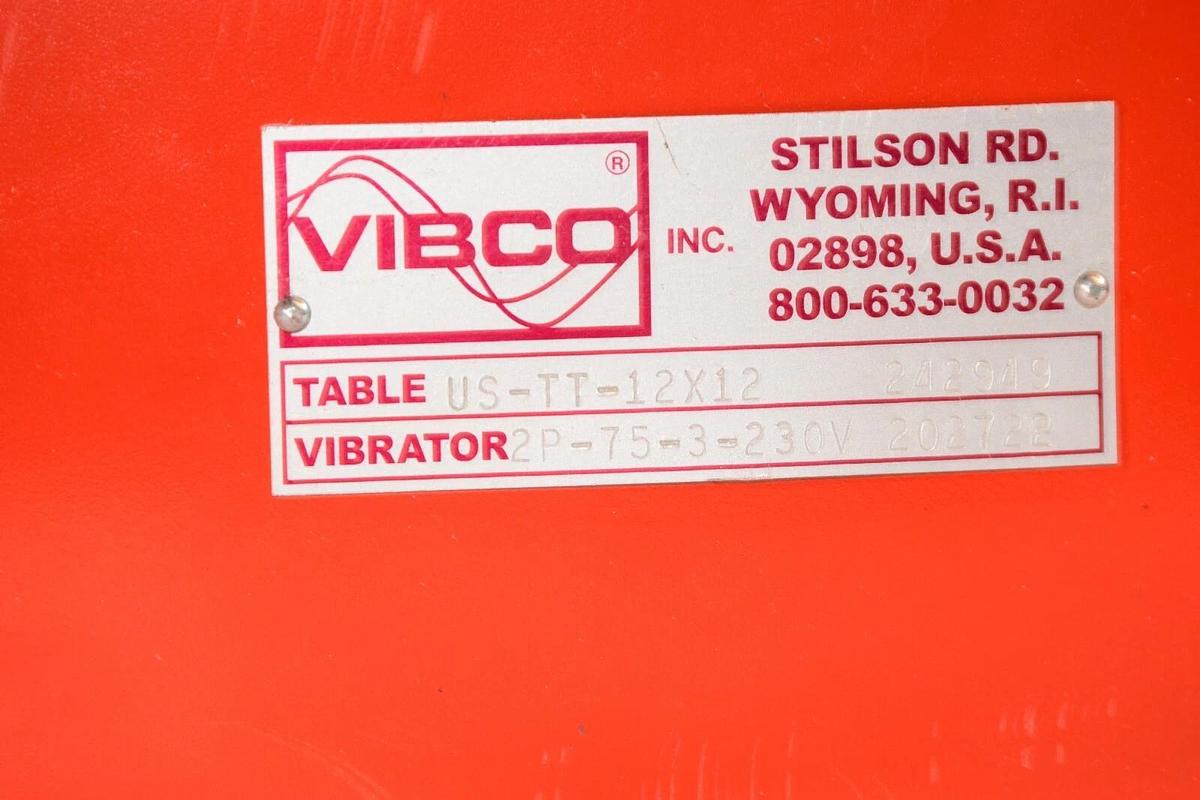 VIBCO ®
INC.
STILSON RD.
WYOMING, R.I.
02898, U.S.A.
800-633-0032
TABLE US-TT-12X12 242949
VIBRATOR 2P-75-3-230V 202722